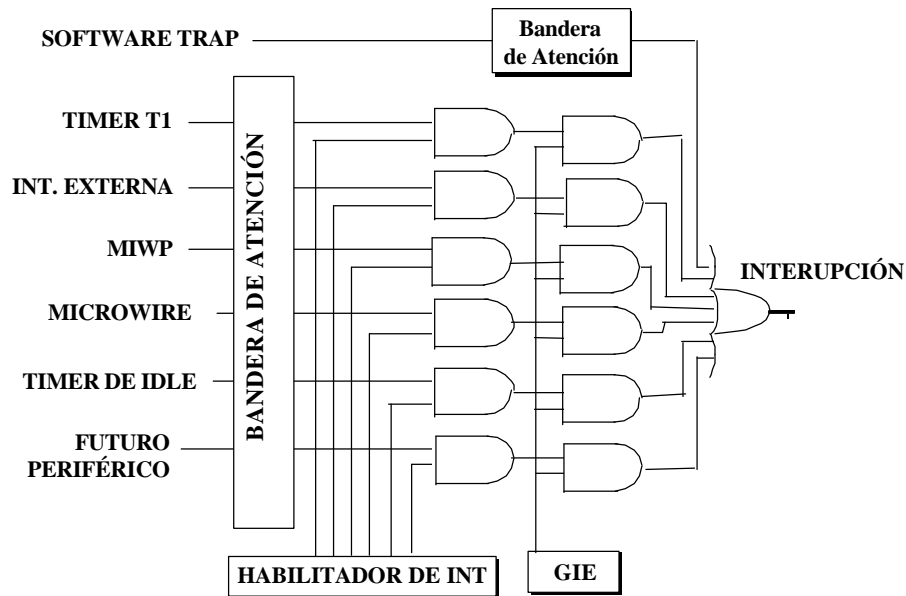 SOFTWARE TRAP
Bandera
de Atención
TIMER T1
INT. EXTERNA
MIWP
MICROWIRE
TIMER DE IDLE
FUTURO
PERIFÉRICO
BANDERA DE ATENCIÓN
INTERUPCIÓN
HABILITADOR DE INT
GIE